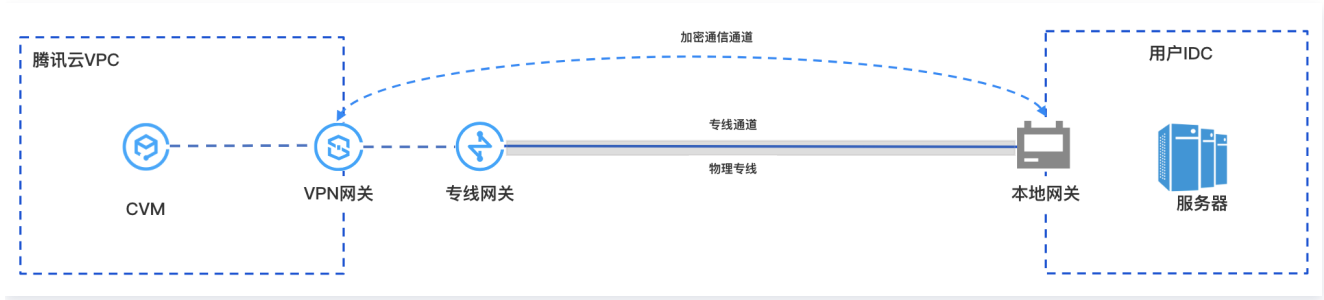 加密通信通道
腾讯云VPC
用户IDC
专线通道
物理专线
VPN网关
专线网关
本地网关
CVM
服务器